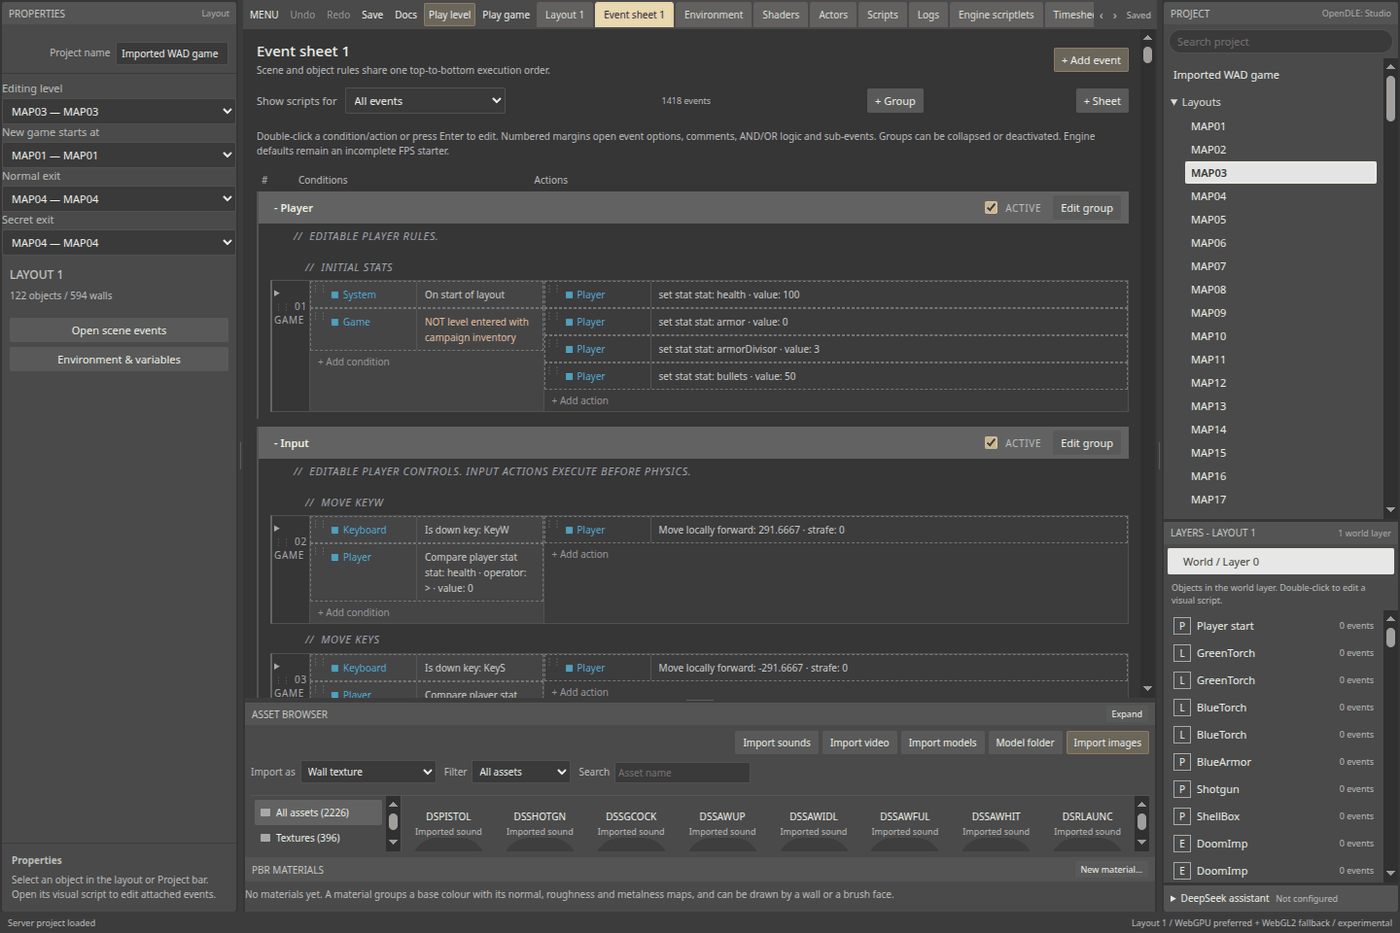 PROPERTIES
Layout
Project name
Imported WAD game
Editing level
MAP03 — MAP03
New game starts at
MAP01 — MAP01
Normal exit
MAP04 — MAP04
Secret exit
MAP04 — MAP04
LAYOUT 1
122 objects / 594 walls
Open scene events
Environment & variables
Properties
Select an object in the layout or Project bar.
Open its visual script to edit attached events.
MENU Undo Redo Save Docs Play level Play game Layout 1 Event sheet 1 Environment Shaders Actors Scripts Logs Engine scriptlets ‹ › Saved
Event sheet 1
Scene and object rules share one top-to-bottom execution order.
+ Add event
Show scripts for All events 1418 events + Group + Sheet
Double-click a condition/action or press Enter to edit. Numbered margins open event options, comments, AND/OR logic and sub-events. Groups can be collapsed or deactivated. Engine
defaults remain an incomplete FPS starter.
# Conditions Actions
- Player ACTIVE Edit group
// EDITABLE PLAYER RULES.
// INITIAL STATS
01
GAME
System On start of layout
Game NOT level entered with
campaign inventory
+ Add condition
Player set stat stat: health · value: 100
Player set stat stat: armor · value: 0
Player set stat stat: armorDivisor · value: 3
Player set stat stat: bullets · value: 50
+ Add action
- Input ACTIVE Edit group
// EDITABLE PLAYER CONTROLS. INPUT ACTIONS EXECUTE BEFORE PHYSICS.
// MOVE KEYW
02
GAME
Keyboard Is down key: KeyW
Player Compare player stat
stat: health · operator:
> · value: 0
+ Add condition
Player Move locally forward: 291.6667 · strafe: 0
+ Add action
// MOVE KEYS
03
GAME
Keyboard Is down key: KeyS
Player Compare player stat
Player Move locally forward: -291.6667 · strafe: 0
+ Add action
ASSET BROWSER Expand
Import sounds Import video Import models Model folder Import images
Import as Wall texture Filter All assets Search Asset name
All assets (2226)
Textures (396)
DSPISTOL DSSHOTGN DSSGCOCK DSSAWUP DSSAWIDL DSSAWFUL DSSAWHIT DSRLAUNC
Imported sound Imported sound Imported sound Imported sound Imported sound Imported sound Imported sound Imported sound
PBR MATERIALS New material...
No materials yet. A material groups a base colour with its normal, roughness and metalness maps, and can be drawn by a wall or a brush face.
PROJECT OpenDLE: Studio
Search project
Imported WAD game
Layouts
MAP01
MAP02
MAP03
MAP04
MAP05
MAP06
MAP07
MAP08
MAP09
MAP10
MAP11
MAP12
MAP13
MAP14
MAP15
MAP16
MAP17
LAYERS - LAYOUT 1 1 world layer
World / Layer 0
Objects in the world layer. Double-click to edit a
visual script.
P Player start 0 events
L GreenTorch 0 events
L GreenTorch 0 events
L BlueTorch 0 events
L BlueTorch 0 events
P BlueArmor 0 events
P Shotgun 0 events
P ShellBox 0 events
E DoomImp 0 events
E DoomImp 0 events
DeepSeek assistant Not configured
Server project loaded
Layout 1 / WebGPU preferred + WebGL2 fallback / experimental